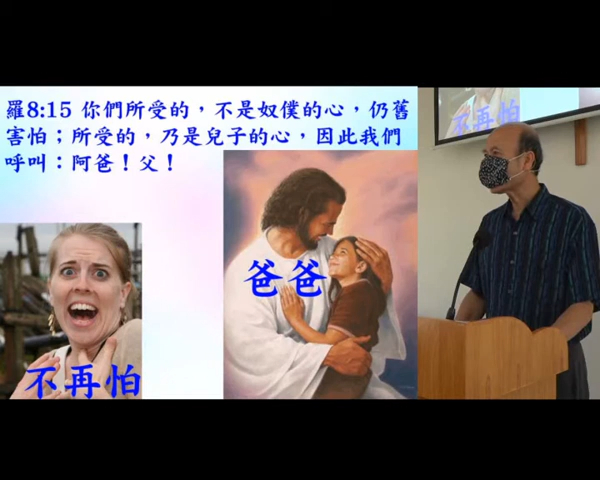 羅8:15 你們所受的，不是奴僕的心，仍舊
害怕；所受的，乃是兒子的心，因此我們
呼叫：阿爸！父！
爸爸
不再怕
不再怕